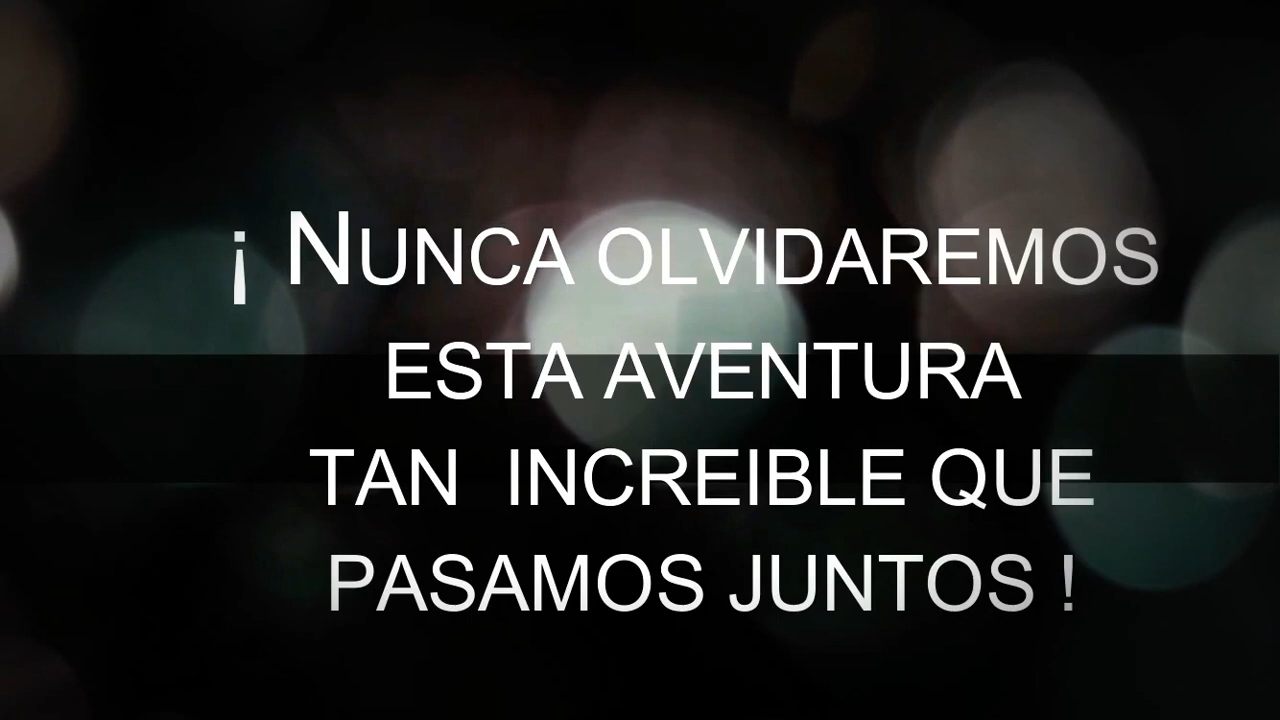 ¡ NUNCA OLVIDAREMOS
ESTA AVENTURA
TAN  INCREIBLE QUE
PASAMOS JUNTOS !